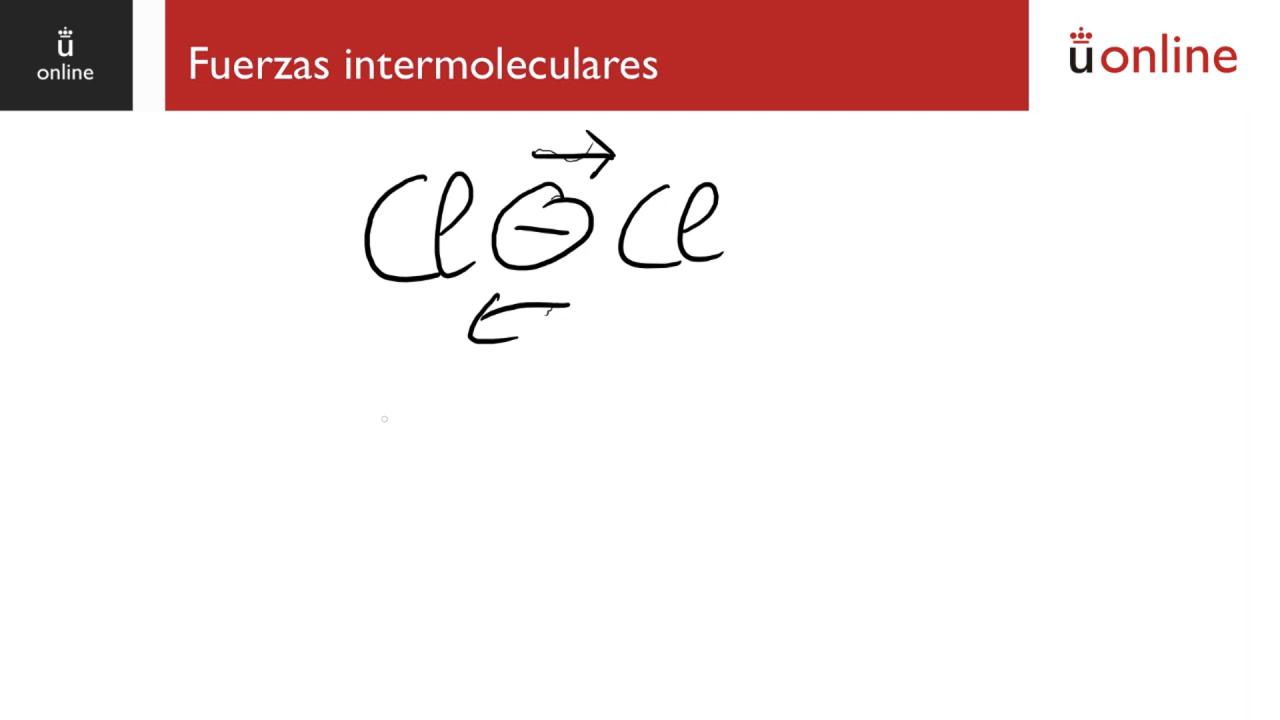 ü
online
Fuerzas intermoleculares
üonline
Cl ⊖ Cl